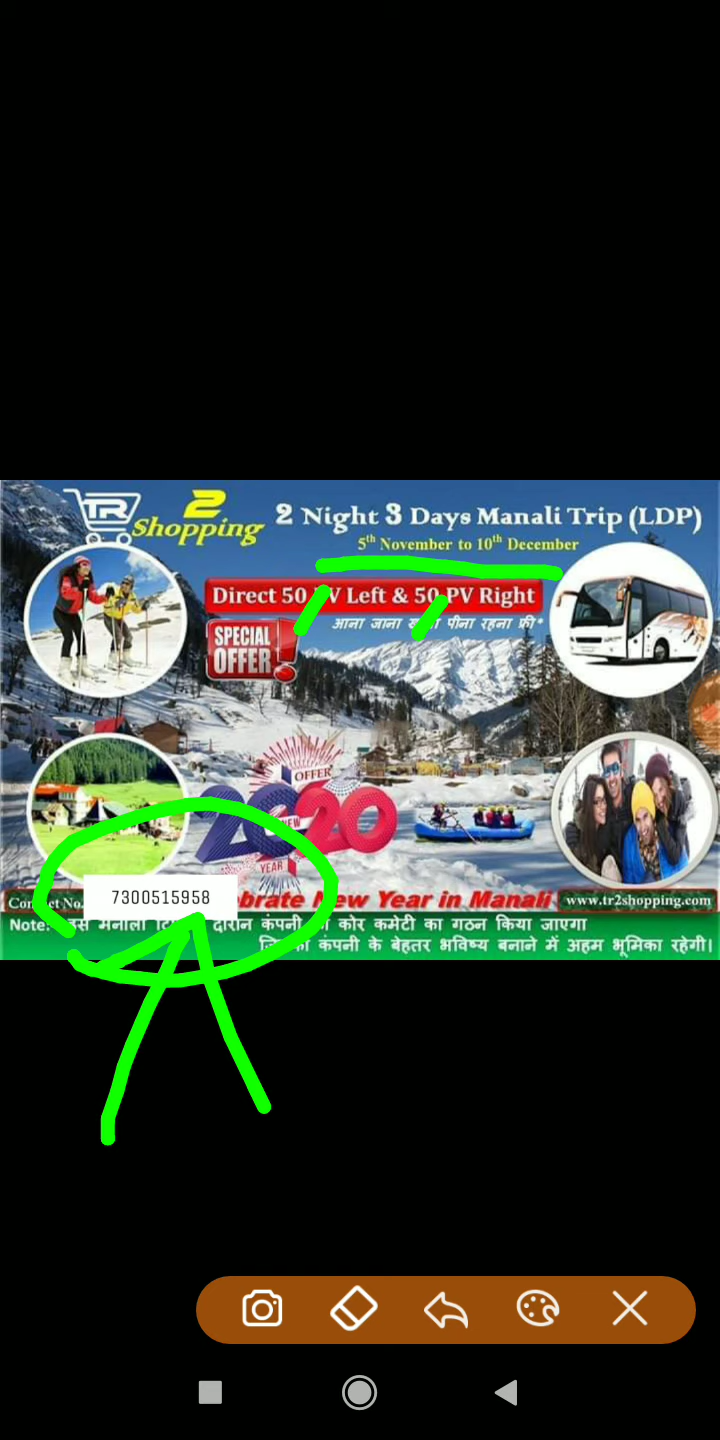 TR
2
Shopping
2 Night 3 Days Manali Trip (LDP)
5th November to 10th December
Direct 50 Left & 50 PV Right
आना जाना पीना रहना फ्री*
SPECIAL
OFFER!
OFFER
2020
NEW
YEAR
7300515958
New Year in Manali
www.tr2shopping.com
Note: दौरान कंपनी कोर कमेटी का गठन किया जाएगा
कंपनी के बेहतर भविष्य बनाने में अहम भूमिका रहेगी।